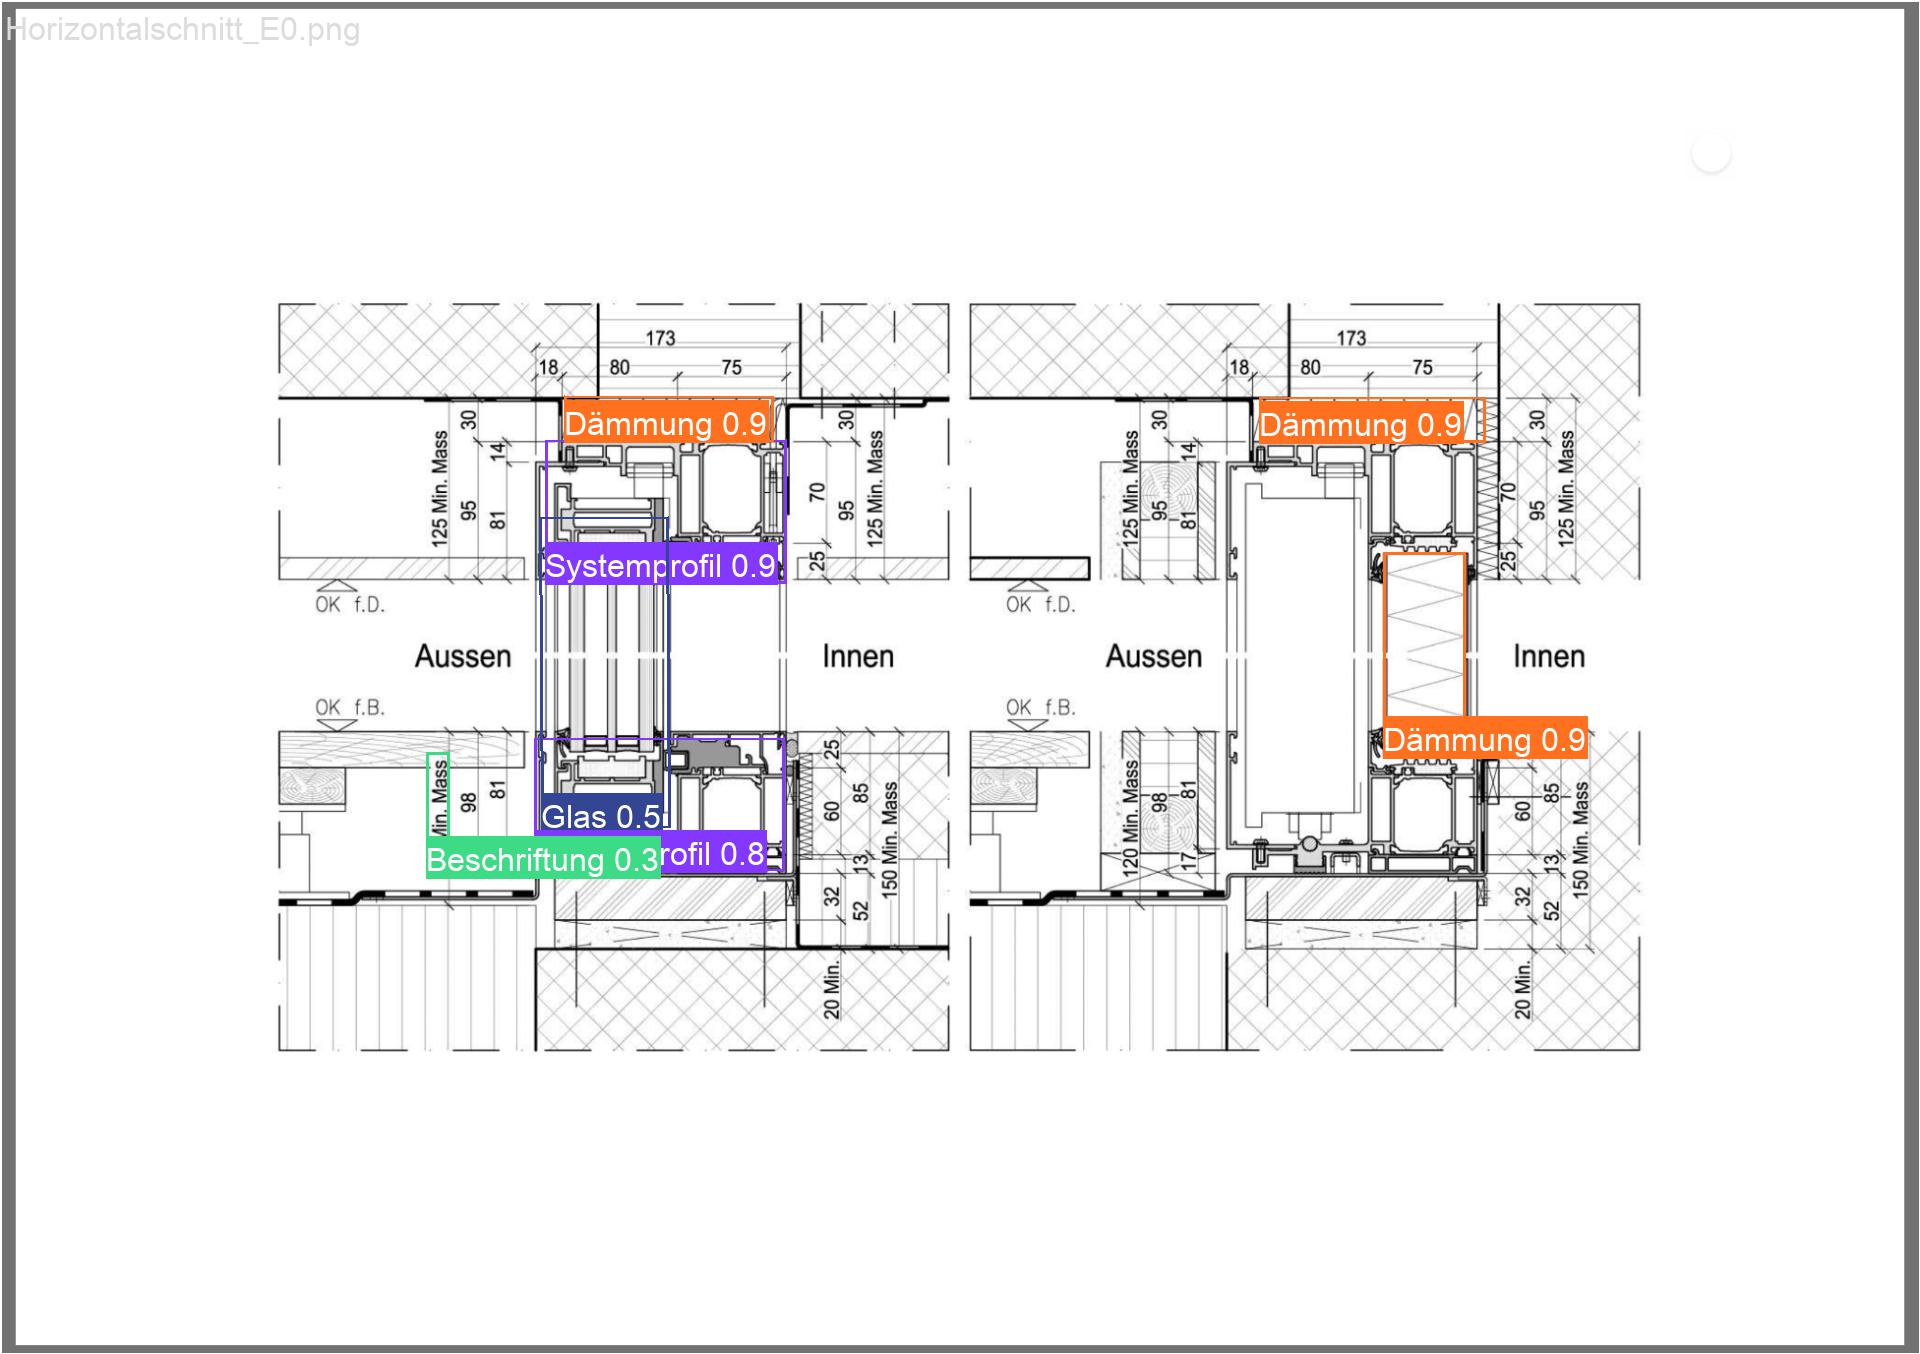 Horizontalschnitt_E0.png
173
18
80
75
Dämmung 0.9
30
14
95
81
125 Min. Mass
30
70
95
25
125 Min. Mass
Systemprofil 0.9
OK f.D.
Aussen
Innen
OK f.B.
Min. Mass
98
81
Glas 0.5
rofil 0.8
Beschriftung 0.3
25
60
85
13
32
52
150 Min. Mass
20 Min.
173
18
80
75
Dämmung 0.9
30
14
95
81
125 Min. Mass
30
70
95
25
125 Min. Mass
OK f.D.
Aussen
Innen
OK f.B.
Dämmung 0.9
120 Min. Mass
98
81
17
60
85
13
32
52
150 Min. Mass
20 Min.